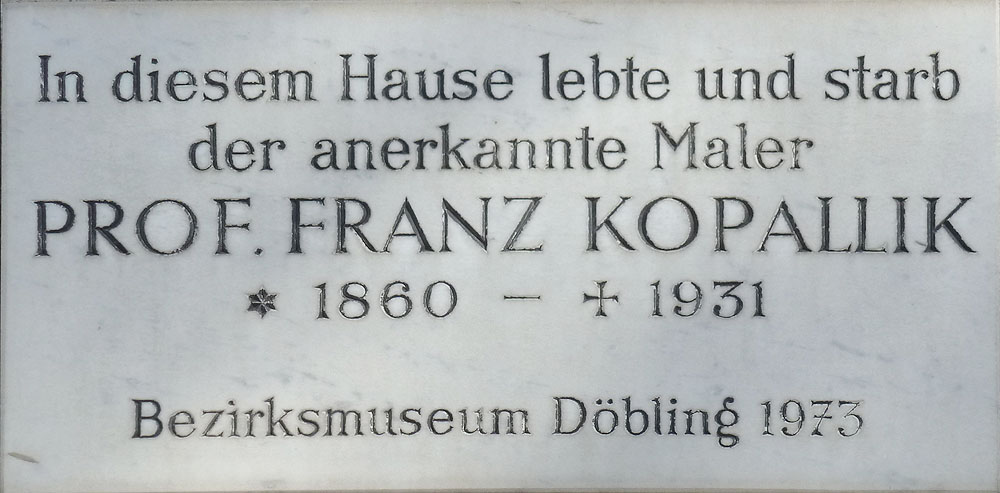 In diesem Hause lebte und starb
der anerkannte Maler
PROF. FRANZ KOPALLIK
* 1860 – ✝ 1931
Bezirksmuseum Döbling 1973